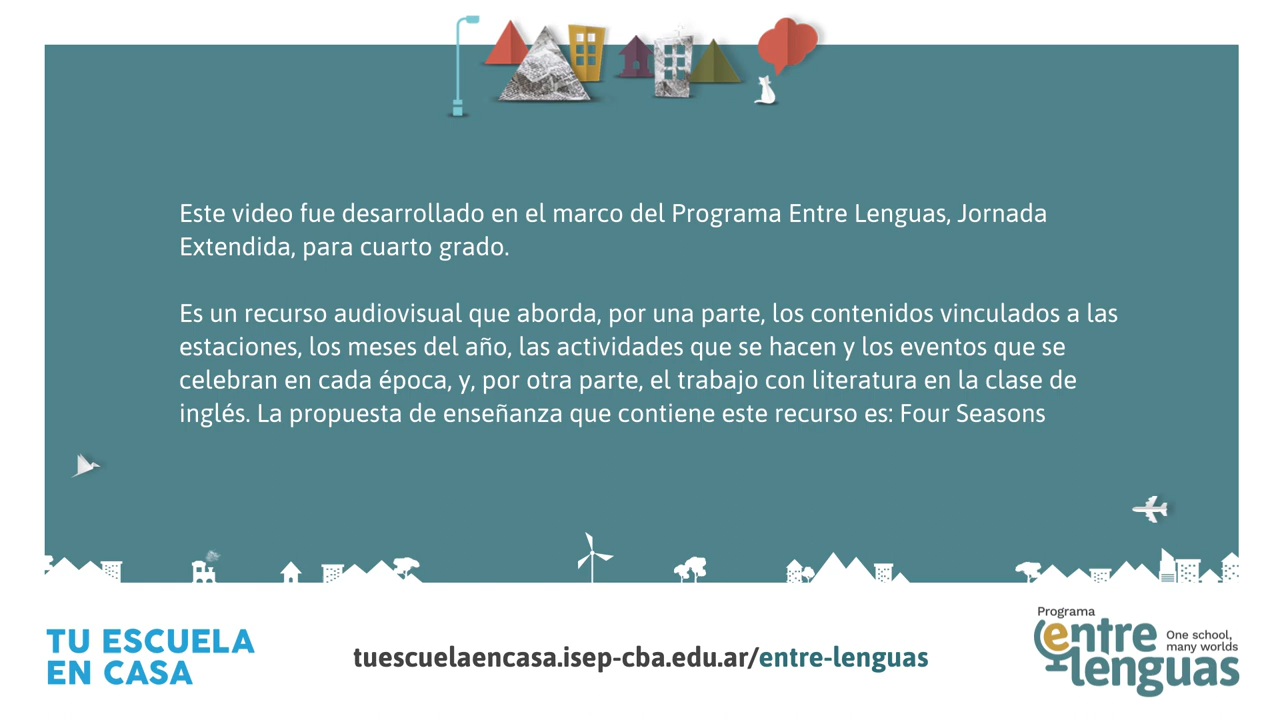 Este video fue desarrollado en el marco del Programa Entre Lenguas, Jornada
Extendida, para cuarto grado.
Es un recurso audiovisual que aborda, por una parte, los contenidos vinculados a las
estaciones, los meses del año, las actividades que se hacen y los eventos que se
celebran en cada época, y, por otra parte, el trabajo con literatura en la clase de
inglés. La propuesta de enseñanza que contiene este recurso es: Four Seasons
TU ESCUELA
EN CASA
tuescuelaencasa.isep-cba.edu.ar/entre-lenguas
Programa
entre
lenguas
One school,
many worlds